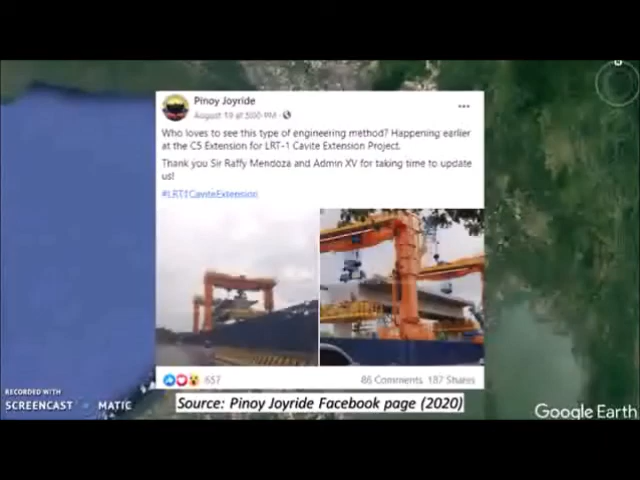 Pinoy Joyride
August 19 at 5:00 PM
Who loves to see this type of engineering method? Happening earlier
at the C5 Extension for LRT-1 Cavite Extension Project.
Thank you Sir Raffy Mendoza and Admin XV for taking time to update
us!
#LRT1CaviteExtension
657
86 Comments 187 Shares
Source: Pinoy Joyride Facebook page (2020)
RECORDED WITH
SCREENCAST MATIC
Google Earth